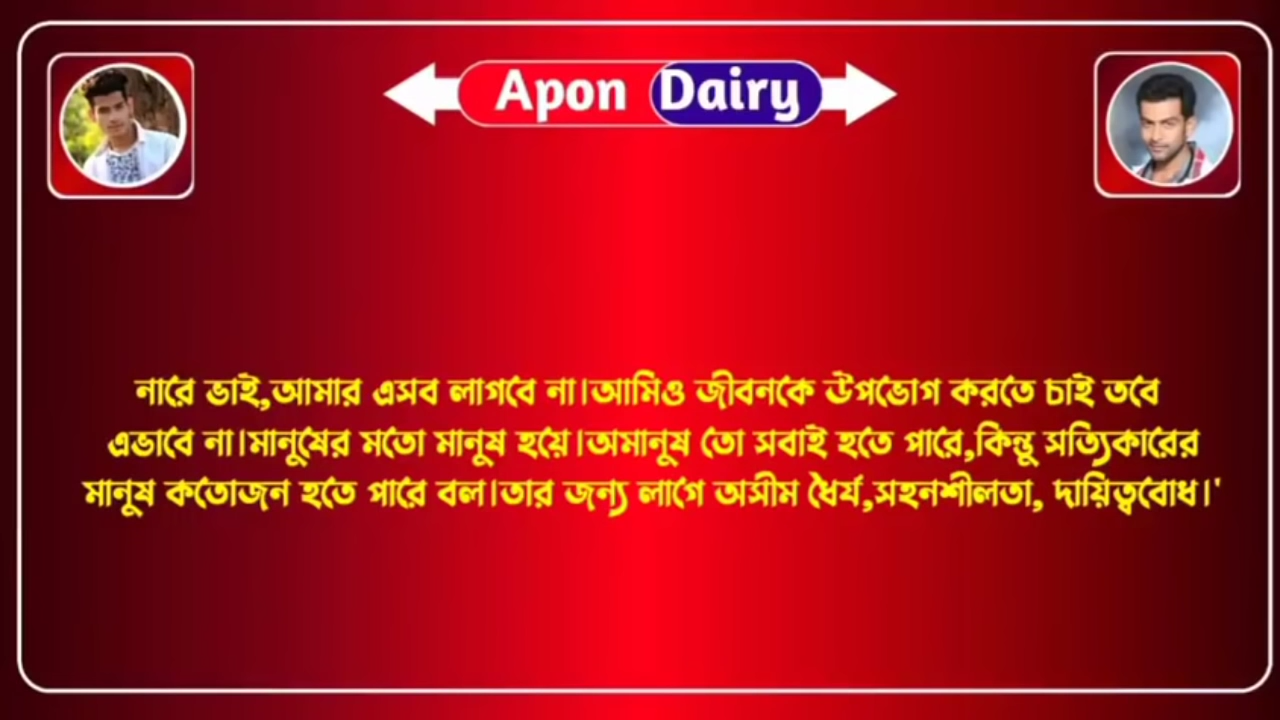 Apon Dairy
নারে ভাই,আমার এসব লাগবে না।আমিও জীবনকে উপভোগ করতে চাই তবে
এভাবে না।মানুষের মতো মানুষ হয়ে।অমানুষ তো সবাই হতে পারে,কিন্তু সত্যিকারের
মানুষ কতোজন হতে পারে বল।তার জন্য লাগে অসীম ধৈর্য,সহনশীলতা, দায়িত্ববোধ।'